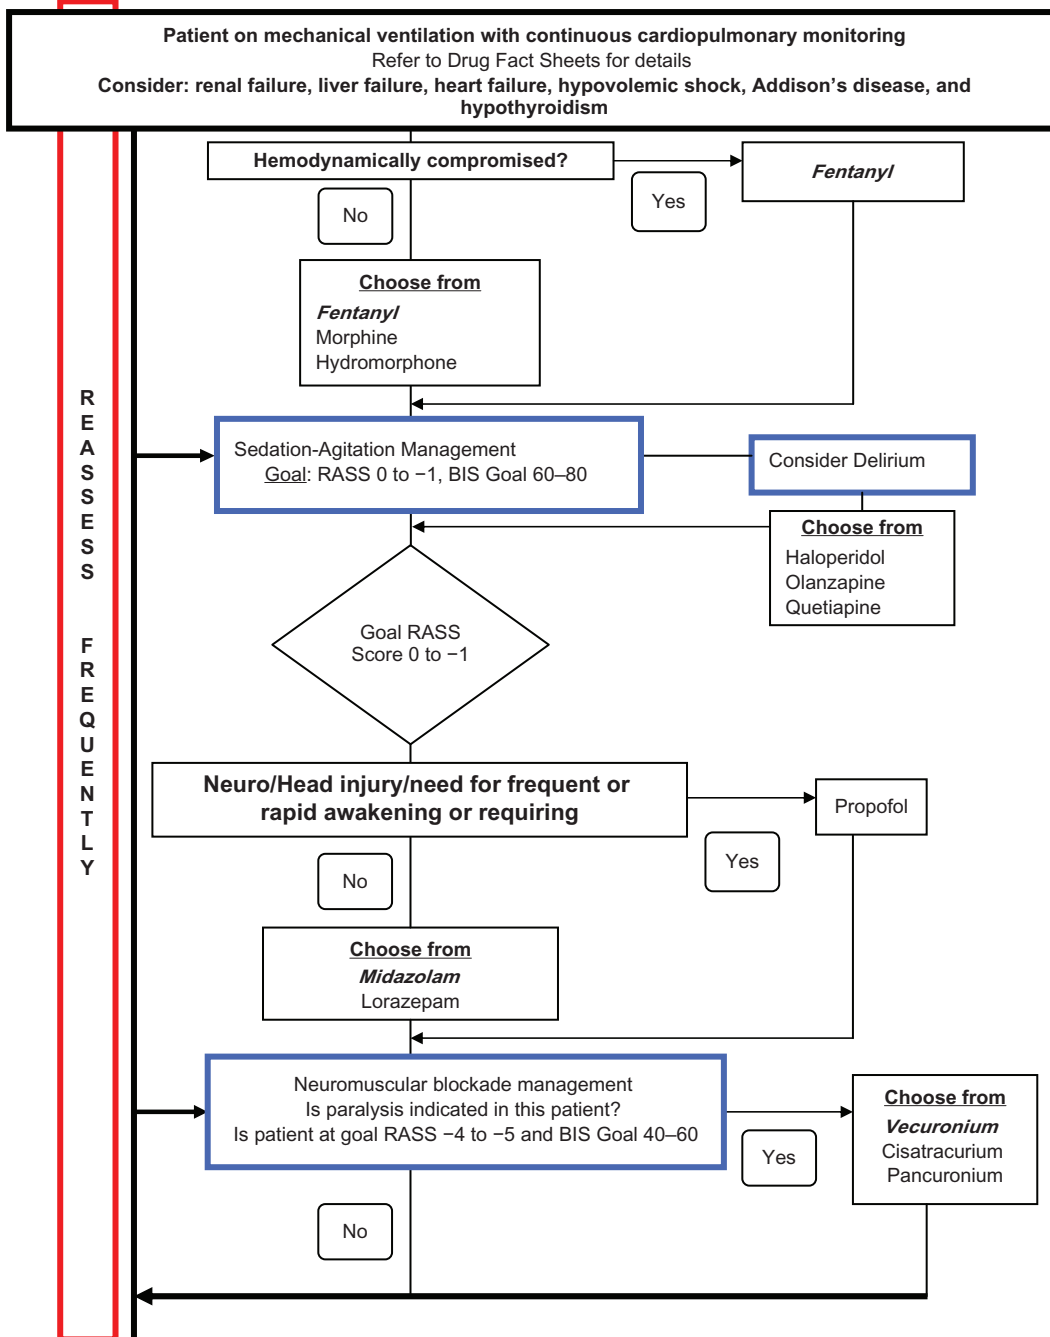 Patient on mechanical ventilation with continuous cardiopulmonary monitoring
Refer to Drug Fact Sheets for details
Consider: renal failure, liver failure, heart failure, hypovolemic shock, Addison's disease, and
hypothyroidism
Hemodynamically compromised?
Fentanyl
No
Yes
Choose from
Fentanyl
Morphine
Hydromorphone
REASSESS FREQUENTLY
Sedation-Agitation Management
Goal: RASS 0 to −1, BIS Goal 60–80
Consider Delirium
Choose from
Haloperidol
Olanzapine
Quetiapine
Goal RASS
Score 0 to −1
Neuro/Head injury/need for frequent or
rapid awakening or requiring
Propofol
No
Yes
Choose from
Midazolam
Lorazepam
Neuromuscular blockade management
Is paralysis indicated in this patient?
Is patient at goal RASS −4 to −5 and BIS Goal 40–60
Yes
Choose from
Vecuronium
Cisatracurium
Pancuronium
No